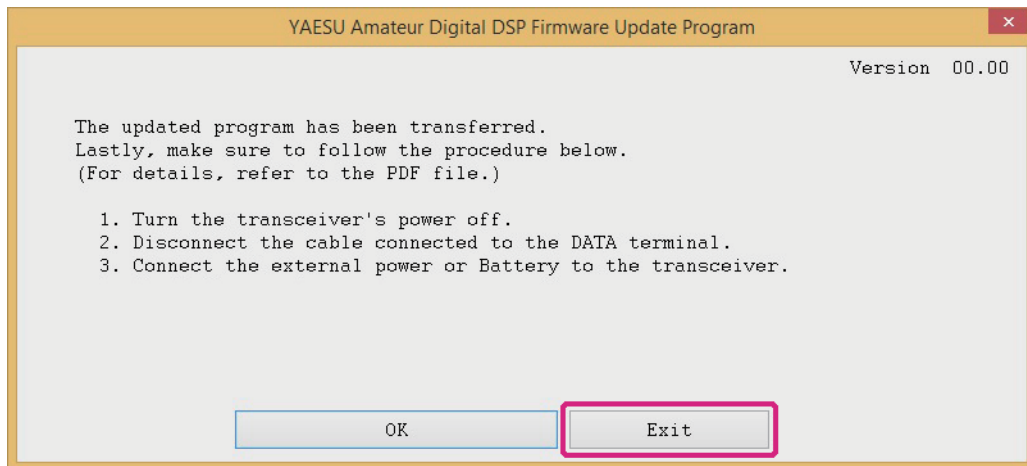 YAESU Amateur Digital DSP Firmware Update Program
Version 00.00
The updated program has been transferred.
Lastly, make sure to follow the procedure below.
(For details, refer to the PDF file.)
1. Turn the transceiver's power off.
2. Disconnect the cable connected to the DATA terminal.
3. Connect the external power or Battery to the transceiver.
OK Exit